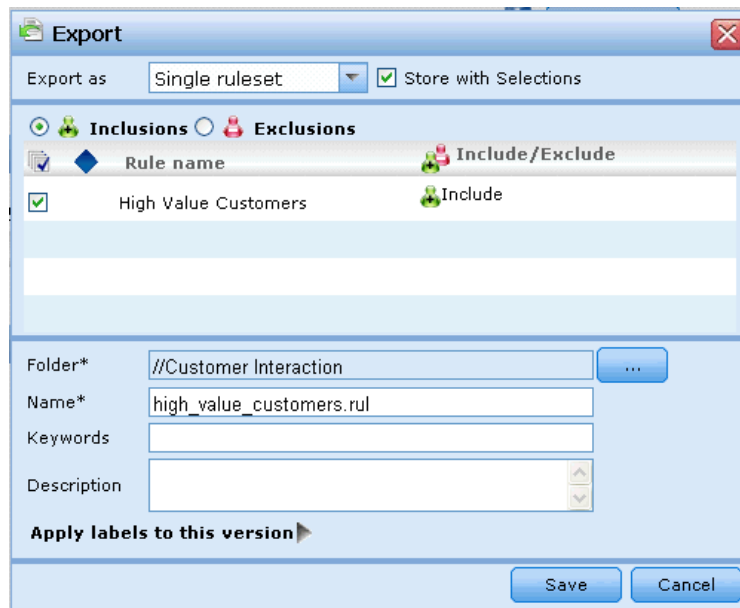 Export
Export as Single ruleset Store with Selections
Inclusions Exclusions
Rule name Include/Exclude
High Value Customers Include
Folder* //Customer Interaction ...
Name* high_value_customers.rul
Keywords
Description
Apply labels to this version
Save Cancel